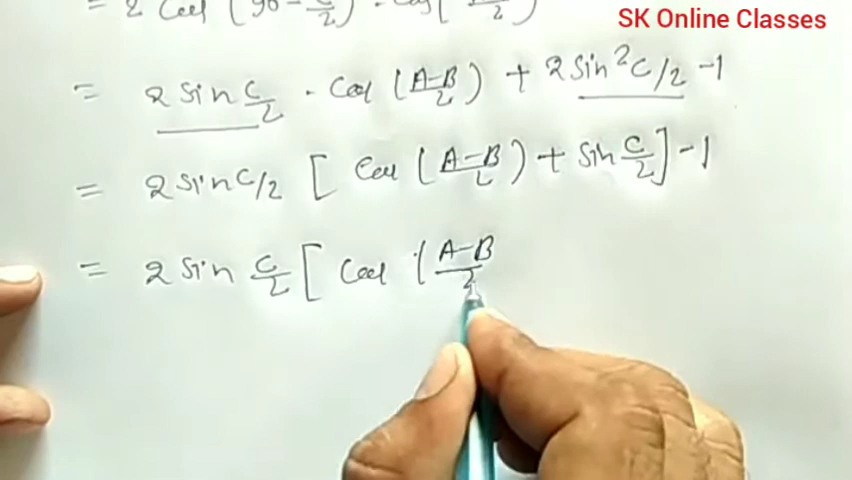 SK Online Classes
= 2 Cos (90 - C/2) . Cos (
= 2 sin C/2 . Cos (A-B/2) + 2 sin²C/2 -1
= 2 sin C/2 [ Cos (A-B/2) + sin C/2 ] -1
= 2 sin C/2 [ Cos (A-B/2